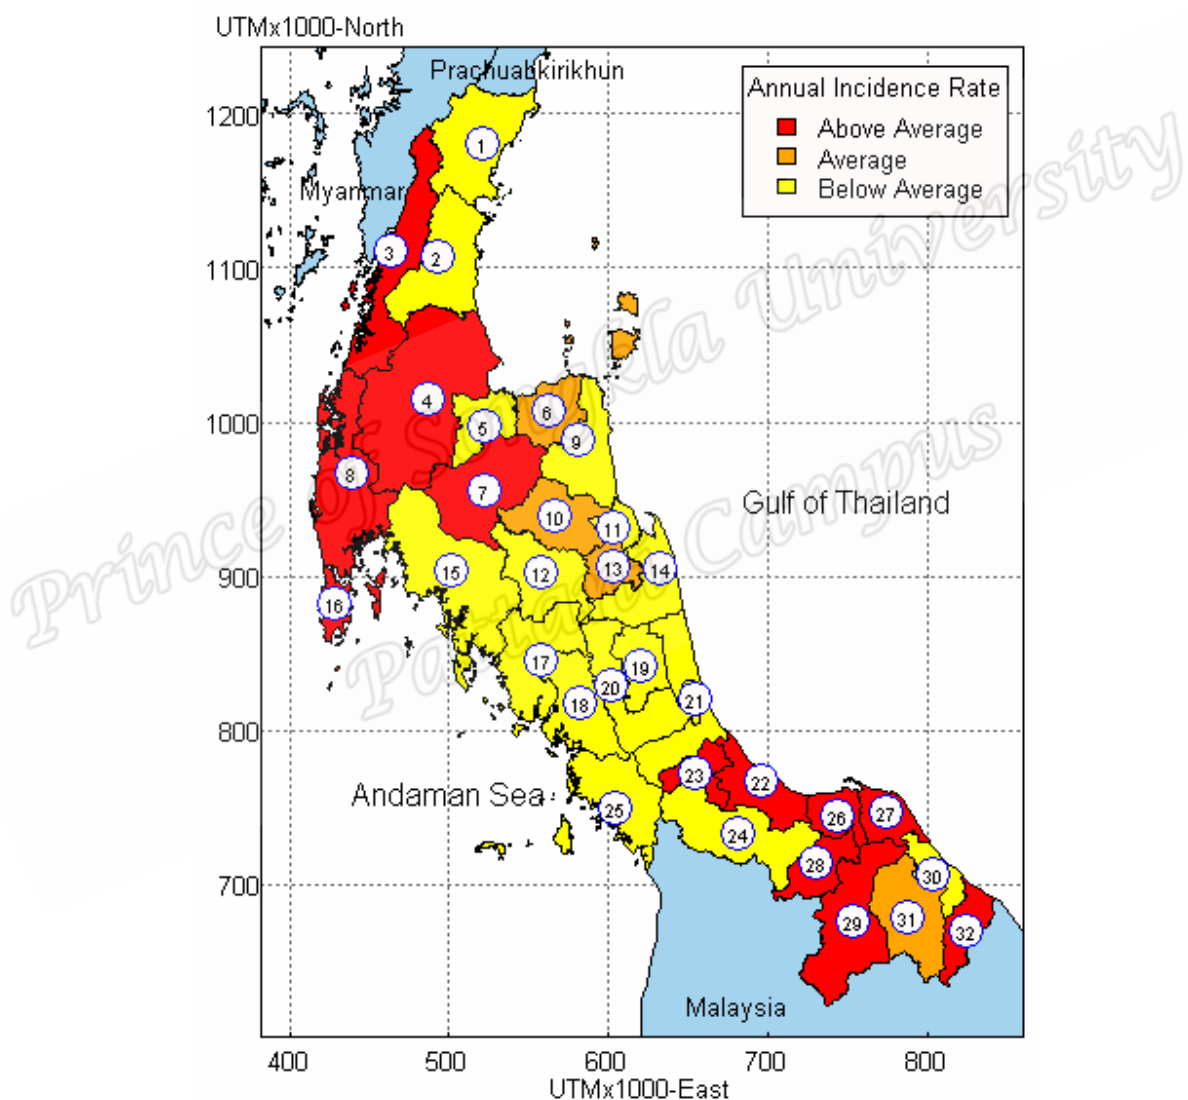 UTMx1000-North
Prachuabkirikhun
Annual Incidence Rate
Above Average
Average
Below Average
Myanmar
Gulf of Thailand
Andaman Sea
Malaysia
1200
1100
1000
900
800
700
400 500 600 700 800
UTMx1000-East
1
2
3
4
5
6
7
8
9
10
11
12
13
14
15
16
17
18
19
20
21
22
23
24
25
26
27
28
29
30
31
32
Prince of Songkla University
Pattani Campus